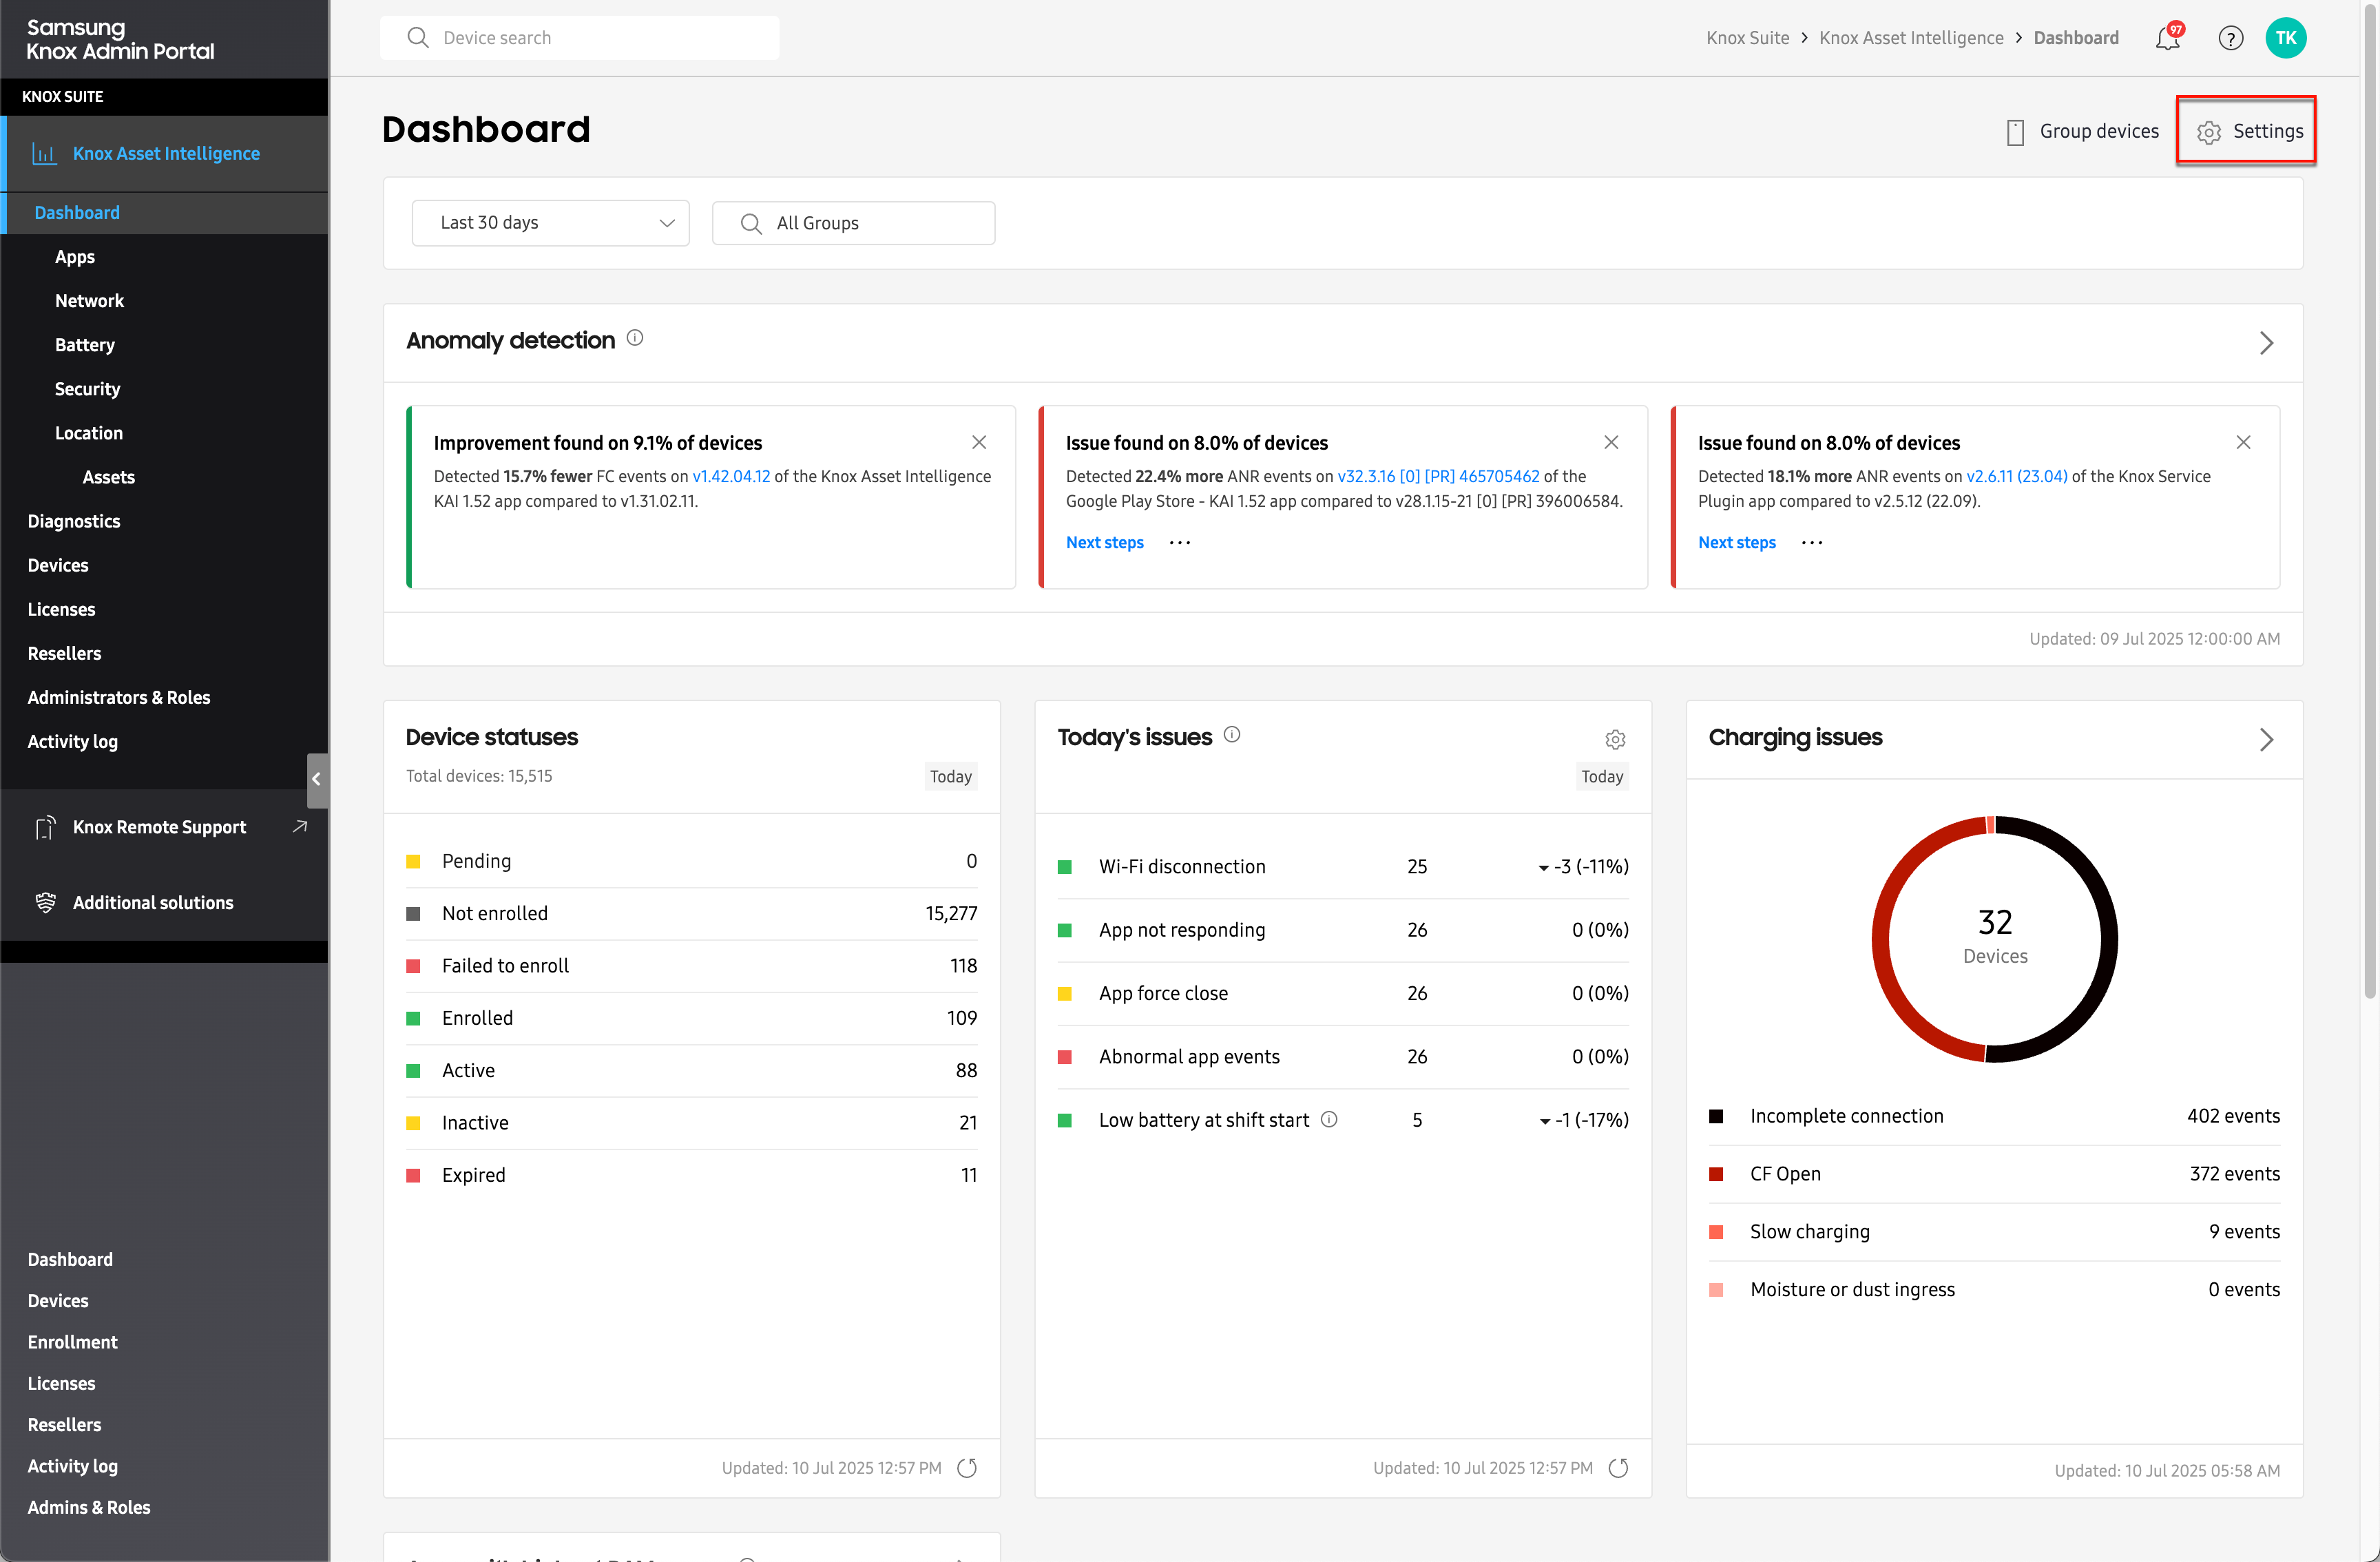 Samsung
Knox Admin Portal
KNOX SUITE
Knox Asset Intelligence
Dashboard
Apps
Network
Battery
Security
Location
Assets
Diagnostics
Devices
Licenses
Resellers
Administrators & Roles
Activity log
Knox Remote Support
Additional solutions
Dashboard
Devices
Enrollment
Licenses
Resellers
Activity log
Admins & Roles
Device search
Knox Suite > Knox Asset Intelligence > Dashboard
97
?
TK
Dashboard
Group devices
Settings
Last 30 days
All Groups
Anomaly detection
Improvement found on 9.1% of devices
Detected 15.7% fewer FC events on v1.42.04.12 of the Knox Asset Intelligence
KAI 1.52 app compared to v1.31.02.11.
Issue found on 8.0% of devices
Detected 22.4% more ANR events on v32.3.16 [0] [PR] 465705462 of the
Google Play Store - KAI 1.52 app compared to v28.1.15-21 [0] [PR] 396006584.
Next steps ...
Issue found on 8.0% of devices
Detected 18.1% more ANR events on v2.6.11 (23.04) of the Knox Service
Plugin app compared to v2.5.12 (22.09).
Next steps ...
Updated: 09 Jul 2025 12:00:00 AM
Device statuses
Total devices: 15,515
Today
Pending 0
Not enrolled 15,277
Failed to enroll 118
Enrolled 109
Active 88
Inactive 21
Expired 11
Updated: 10 Jul 2025 12:57 PM
Today's issues
Today
Wi-Fi disconnection 25 -3 (-11%)
App not responding 26 0 (0%)
App force close 26 0 (0%)
Abnormal app events 26 0 (0%)
Low battery at shift start 5 -1 (-17%)
Updated: 10 Jul 2025 12:57 PM
Charging issues
32
Devices
Incomplete connection 402 events
CF Open 372 events
Slow charging 9 events
Moisture or dust ingress 0 events
Updated: 10 Jul 2025 05:58 AM